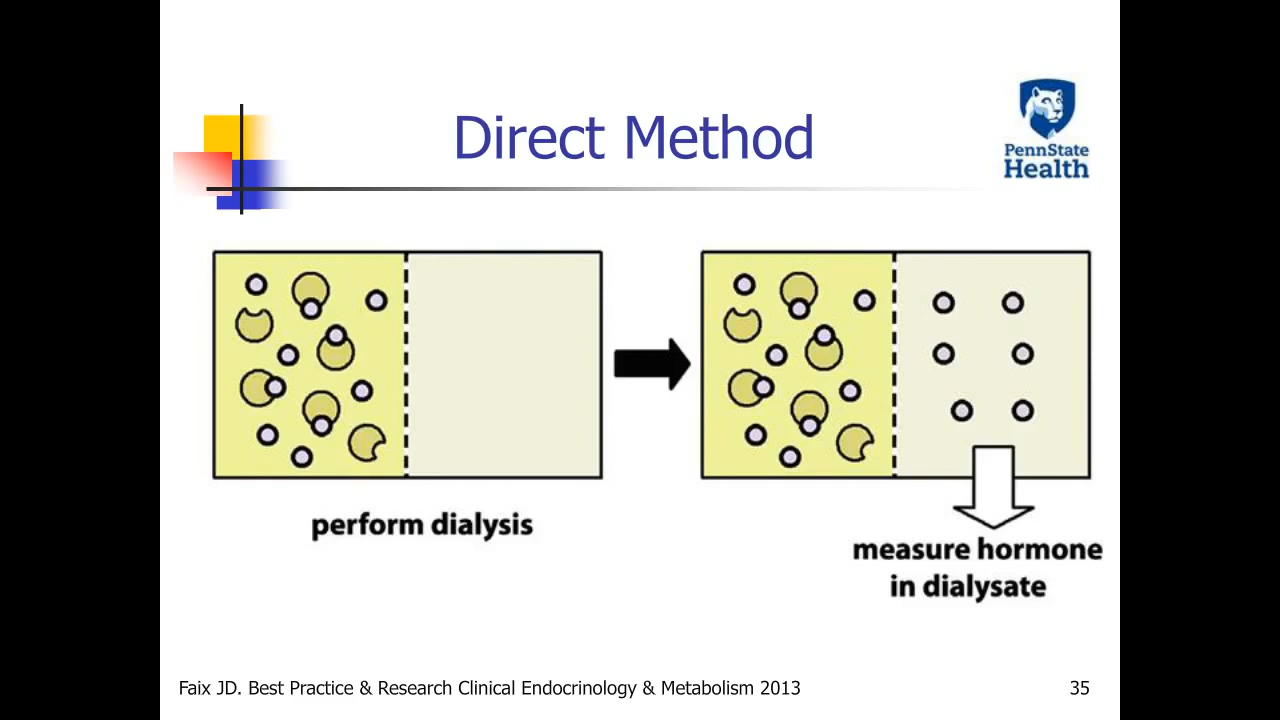 Direct Method
PennState
Health
perform dialysis
measure hormone
in dialysate
Faix JD. Best Practice & Research Clinical Endocrinology & Metabolism 2013
35